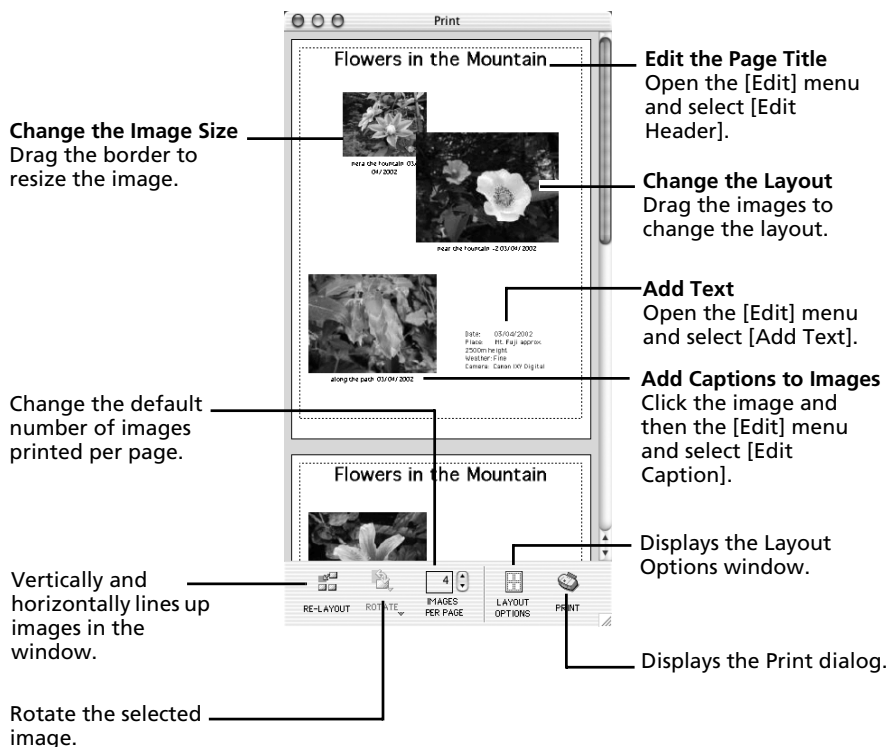 Print
Flowers in the Mountain
Edit the Page Title
Open the [Edit] menu
and select [Edit
Header].
Change the Image Size
Drag the border to
resize the image.
near the fountain -2 03/04/2002
Change the Layout
Drag the images to
change the layout.
Add Text
Open the [Edit] menu
and select [Add Text].
Date: 03/04/2002
Place: Mt. Fuji approx
2500m height
Weather: Fine
Camera: Canon IXY Digital
along the path 03/04/2002
Add Captions to Images
Click the image and
then the [Edit] menu
and select [Edit
Caption].
Change the default
number of images
printed per page.
Flowers in the Mountain
Displays the Layout
Options window.
Vertically and
horizontally lines up
images in the
window.
4
RE-LAYOUT
ROTATE
IMAGES
PER PAGE
LAYOUT
OPTIONS
PRINT
Displays the Print dialog.
Rotate the selected
image.